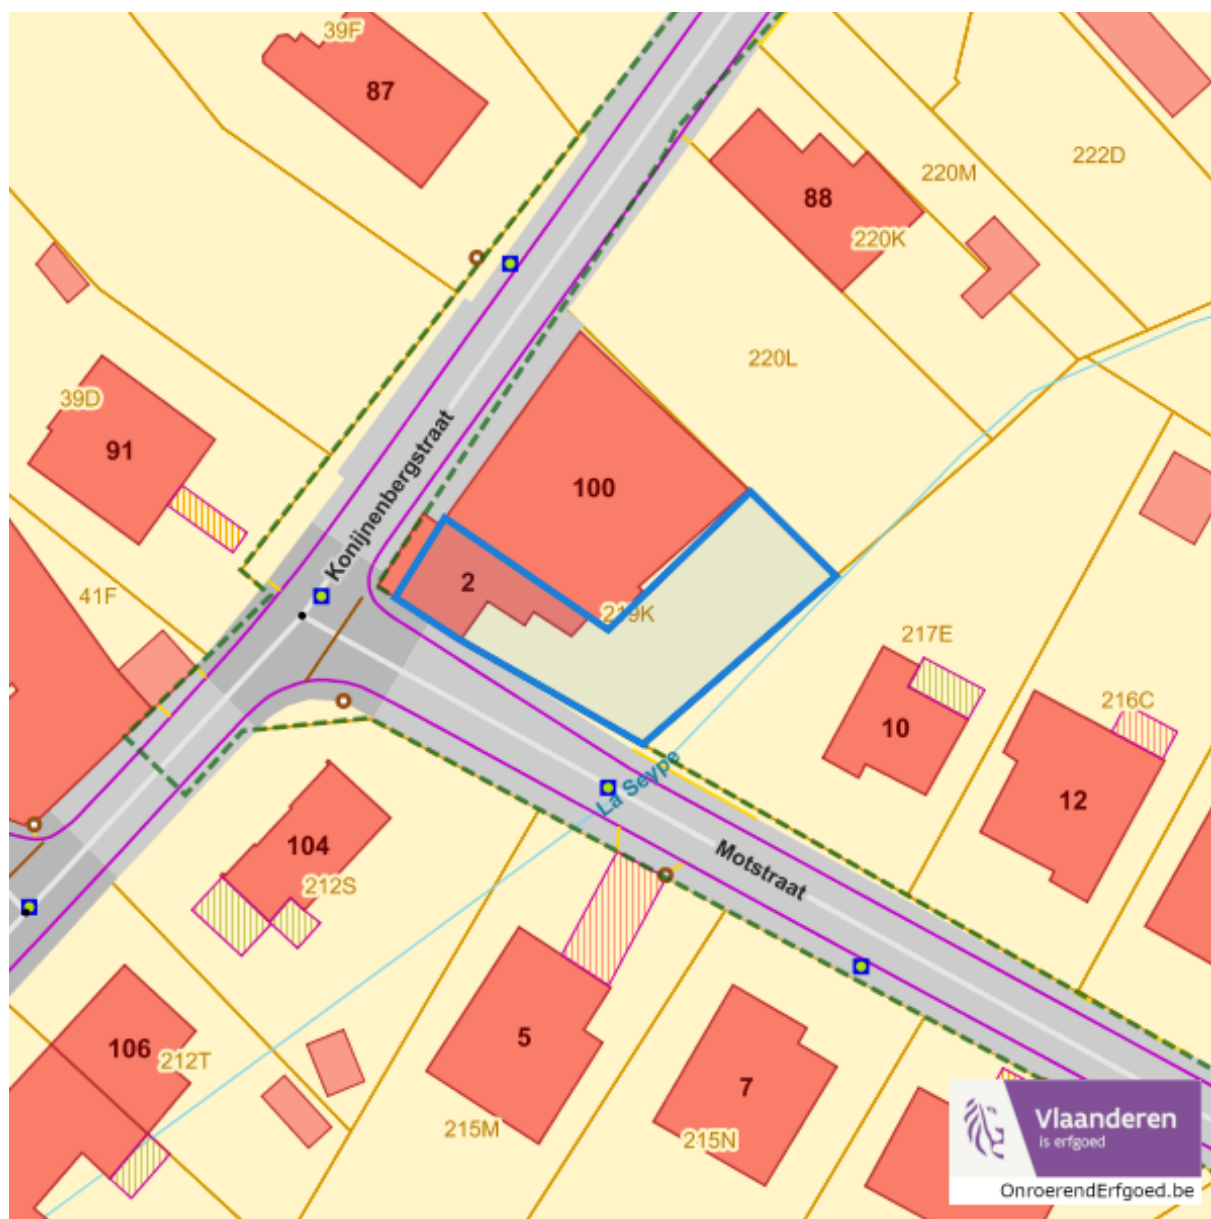 39F
87
222D
220M
88
220K
220L
39D
91
Konijnenbergstraat
100
2
219K
41F
217E
216C
10
12
La Seype
104
Motstraat
212S
5
106
212T
7
215M
215N
Vlaanderen
is erfgoed
OnroerendErfgoed.be